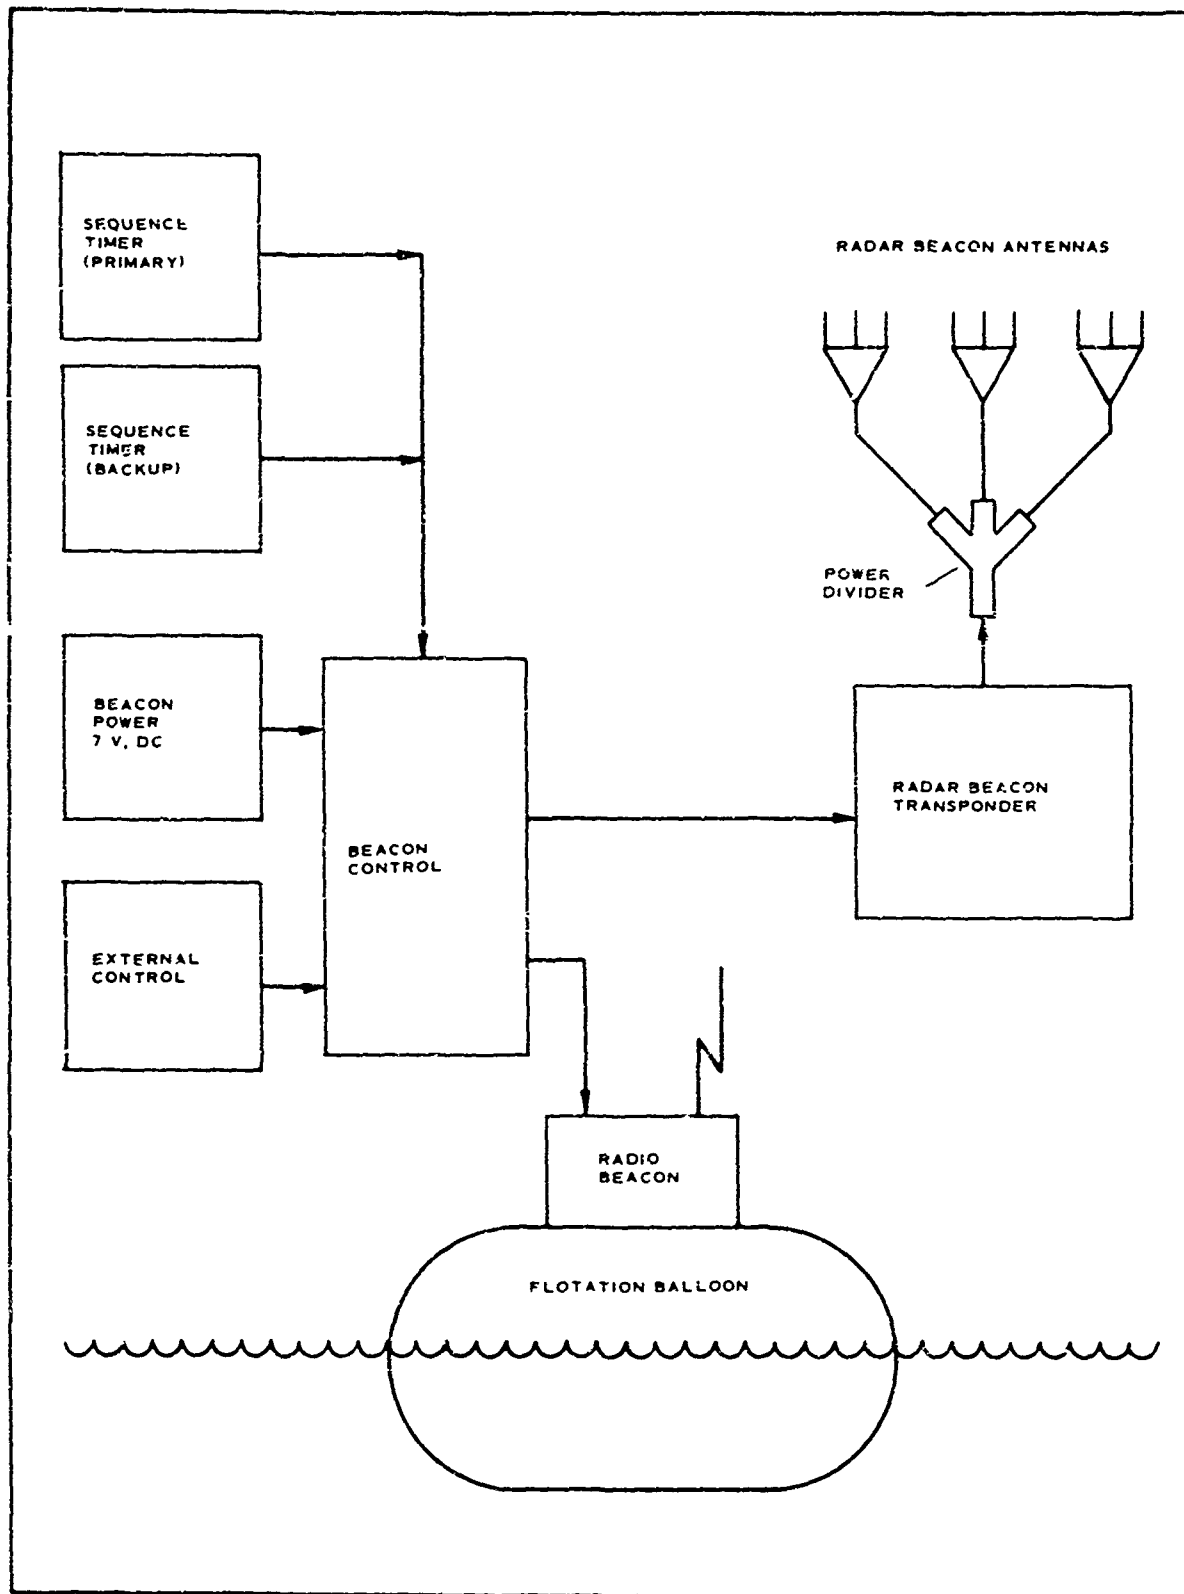 SEQUENCE
TIMER
(PRIMARY)
RADAR BEACON ANTENNAS
SEQUENCE
TIMER
(BACKUP)
POWER
DIVIDER
BEACON
POWER
7 V, DC
RADAR BEACON
TRANSPONDER
BEACON
CONTROL
EXTERNAL
CONTROL
RADIO
BEACON
FLOTATION BALLOON